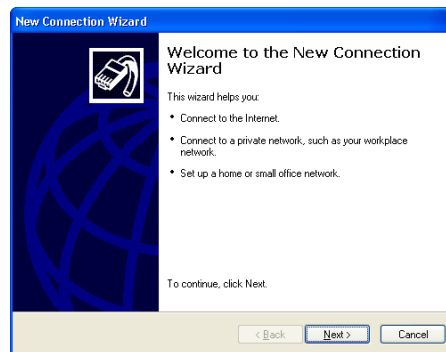 New Connection Wizard
Welcome to the New Connection
Wizard
This wizard helps you:
• Connect to the Internet.
• Connect to a private network, such as your workplace
network.
• Set up a home or small office network.
To continue, click Next.
< Back
Next >
Cancel